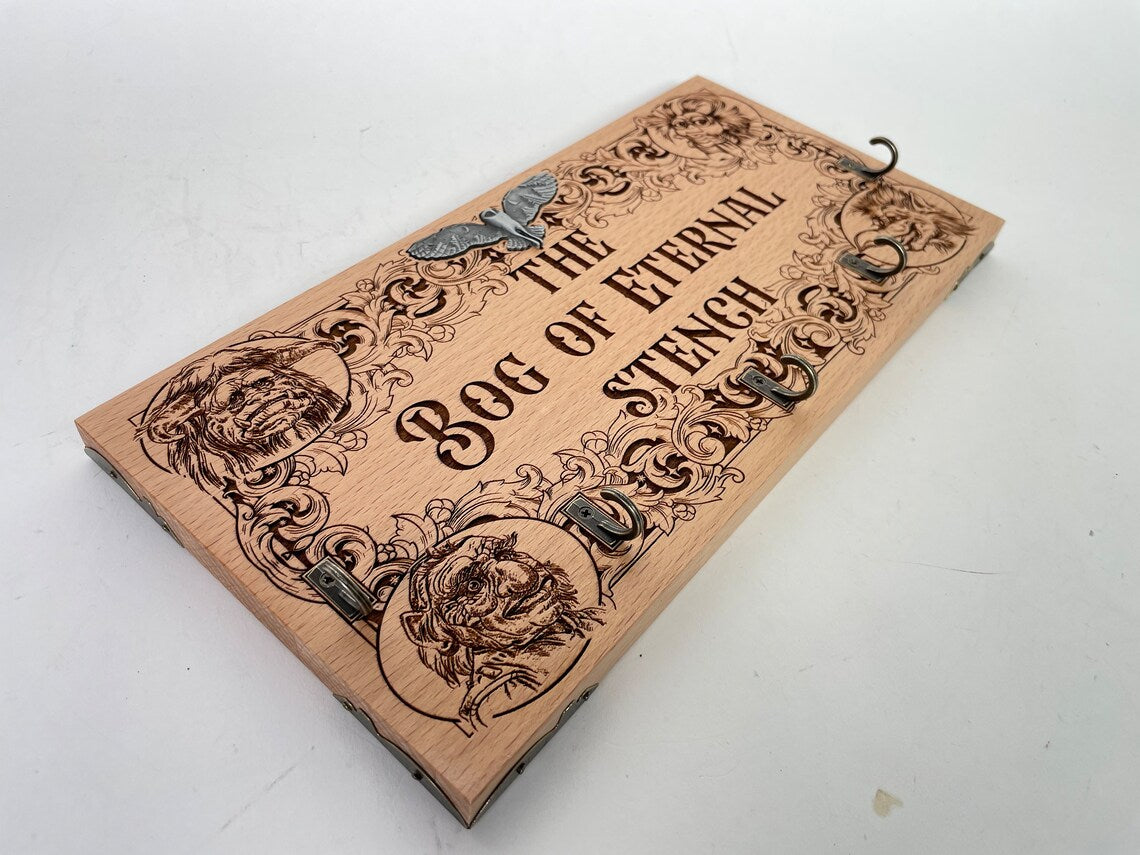 THE
BOG OF ETERNAL
STENCH